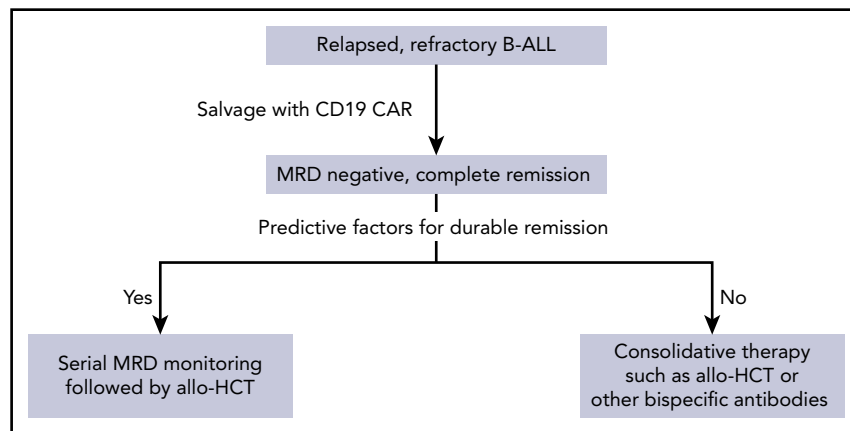 Relapsed, refractory B-ALL
Salvage with CD19 CAR
MRD negative, complete remission
Predictive factors for durable remission
Yes
No
Serial MRD monitoring
followed by allo-HCT
Consolidative therapy
such as allo-HCT or
other bispecific antibodies